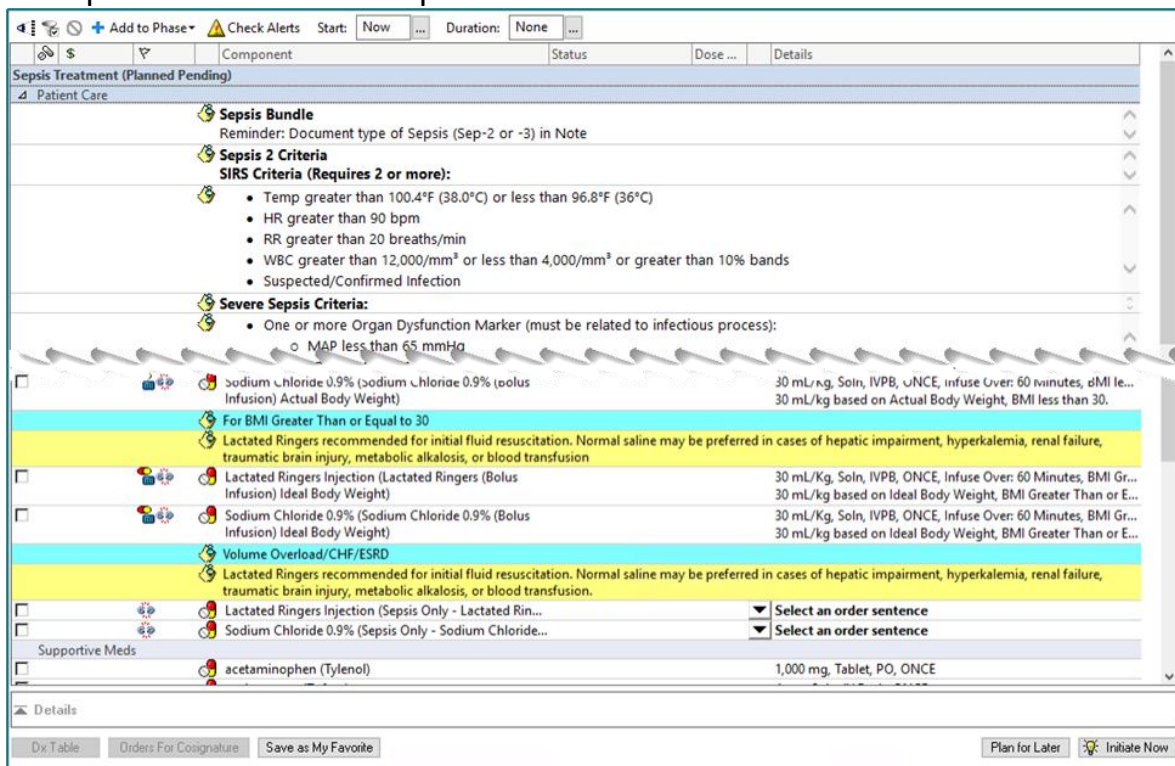 Add to Phase Check Alerts Start: Now ... Duration: None ...
$ Component Status Dose ... Details
Sepsis Treatment (Planned Pending)
Patient Care
Sepsis Bundle
Reminder: Document type of Sepsis (Sep-2 or -3) in Note
Sepsis 2 Criteria
SIRS Criteria (Requires 2 or more):
• Temp greater than 100.4°F (38.0°C) or less than 96.8°F (36°C)
• HR greater than 90 bpm
• RR greater than 20 breaths/min
• WBC greater than 12,000/mm³ or less than 4,000/mm³ or greater than 10% bands
• Suspected/Confirmed Infection
Severe Sepsis Criteria:
• One or more Organ Dysfunction Marker (must be related to infectious process):
○ MAP less than 65 mmHg
Sodium Chloride 0.9% (Sodium Chloride 0.9% (Bolus 30 mL/Kg, Soln, IVPB, ONCE, Infuse Over: 60 Minutes, BMI le...
Infusion) Actual Body Weight) 30 mL/kg based on Actual Body Weight, BMI less than 30.
For BMI Greater Than or Equal to 30
Lactated Ringers recommended for initial fluid resuscitation. Normal saline may be preferred in cases of hepatic impairment, hyperkalemia, renal failure,
traumatic brain injury, metabolic alkalosis, or blood transfusion
Lactated Ringers Injection (Lactated Ringers (Bolus 30 mL/Kg, Soln, IVPB, ONCE, Infuse Over: 60 Minutes, BMI Gr...
Infusion) Ideal Body Weight) 30 mL/kg based on Ideal Body Weight, BMI Greater Than or E...
Sodium Chloride 0.9% (Sodium Chloride 0.9% (Bolus 30 mL/Kg, Soln, IVPB, ONCE, Infuse Over: 60 Minutes, BMI Gr...
Infusion) Ideal Body Weight) 30 mL/kg based on Ideal Body Weight, BMI Greater Than or E...
Volume Overload/CHF/ESRD
Lactated Ringers recommended for initial fluid resuscitation. Normal saline may be preferred in cases of hepatic impairment, hyperkalemia, renal failure,
traumatic brain injury, metabolic alkalosis, or blood transfusion.
Lactated Ringers Injection (Sepsis Only - Lactated Rin... Select an order sentence
Sodium Chloride 0.9% (Sepsis Only - Sodium Chloride... Select an order sentence
Supportive Meds
acetaminophen (Tylenol) 1,000 mg, Tablet, PO, ONCE
Details
Dx Table Orders For Cosignature Save as My Favorite Plan for Later Initiate Now